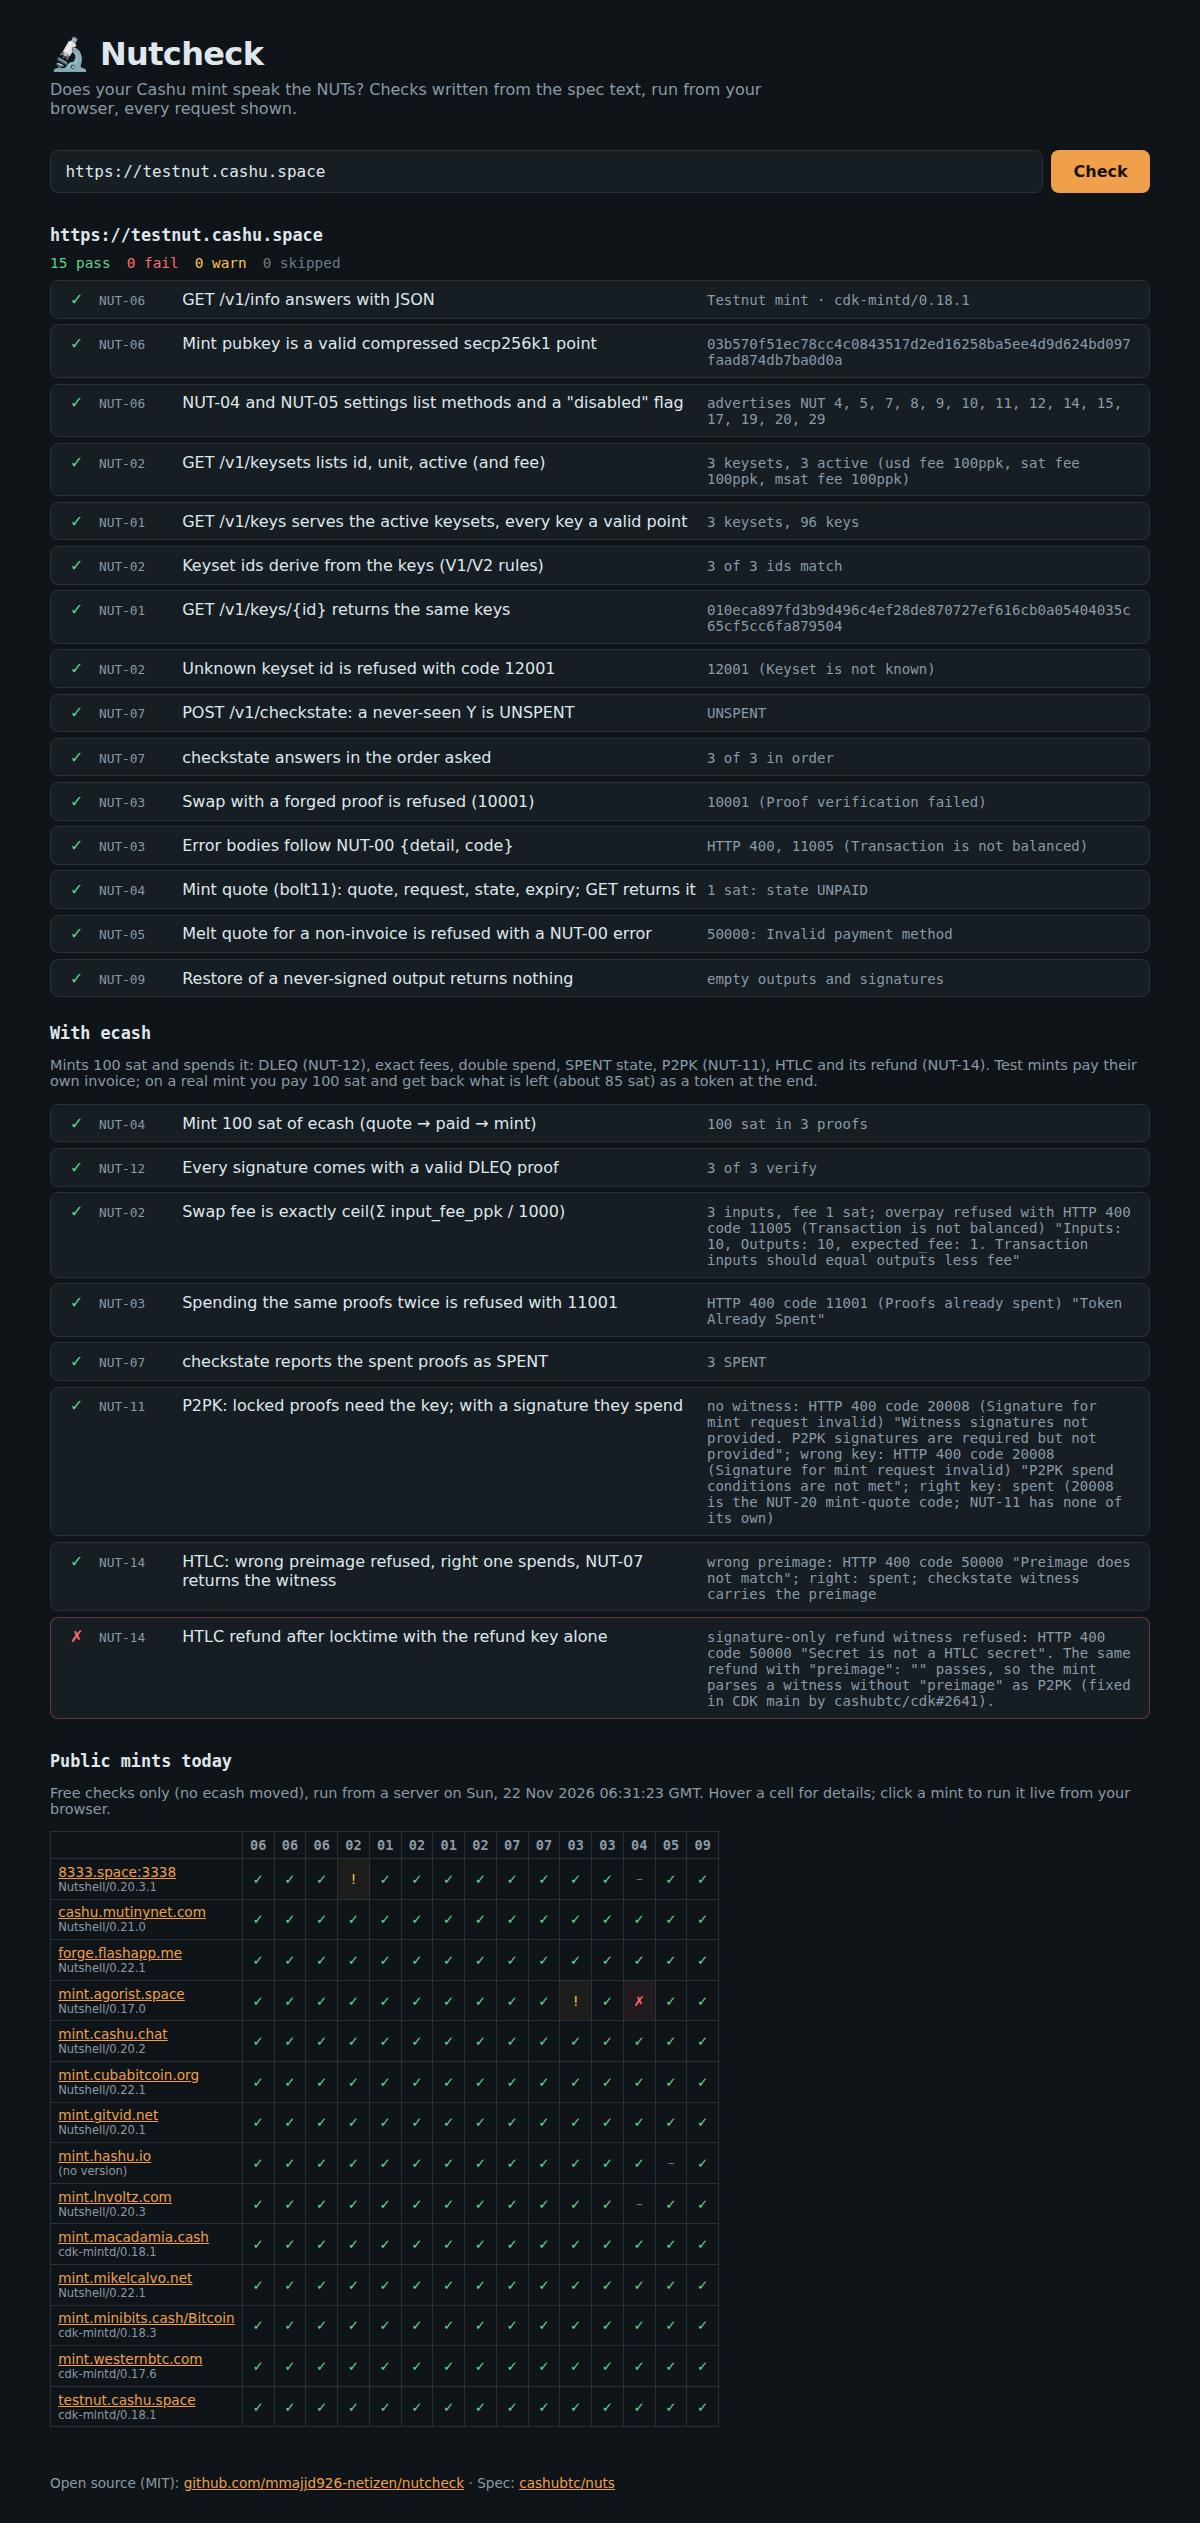 🔬 Nutcheck
Does your Cashu mint speak the NUTs? Checks written from the spec text, run from your
browser, every request shown.
https://testnut.cashu.space
Check
https://testnut.cashu.space
15 pass 0 fail 0 warn 0 skipped
✓ NUT-06 GET /v1/info answers with JSON Testnut mint · cdk-mintd/0.18.1
✓ NUT-06 Mint pubkey is a valid compressed secp256k1 point 03b570f51ec78cc4c0843517d2ed16258ba5ee4d9d624bd097
faad874db7ba0d0a
✓ NUT-06 NUT-04 and NUT-05 settings list methods and a "disabled" flag advertises NUT 4, 5, 7, 8, 9, 10, 11, 12, 14, 15,
17, 19, 20, 29
✓ NUT-02 GET /v1/keysets lists id, unit, active (and fee) 3 keysets, 3 active (usd fee 100ppk, sat fee
100ppk, msat fee 100ppk)
✓ NUT-01 GET /v1/keys serves the active keysets, every key a valid point 3 keysets, 96 keys
✓ NUT-02 Keyset ids derive from the keys (V1/V2 rules) 3 of 3 ids match
✓ NUT-01 GET /v1/keys/{id} returns the same keys 010eca897fd3b9d496c4ef28de870727ef616cb0a05404035c
65cf5cc6fa879504
✓ NUT-02 Unknown keyset id is refused with code 12001 12001 (Keyset is not known)
✓ NUT-07 POST /v1/checkstate: a never-seen Y is UNSPENT UNSPENT
✓ NUT-07 checkstate answers in the order asked 3 of 3 in order
✓ NUT-03 Swap with a forged proof is refused (10001) 10001 (Proof verification failed)
✓ NUT-03 Error bodies follow NUT-00 {detail, code} HTTP 400, 11005 (Transaction is not balanced)
✓ NUT-04 Mint quote (bolt11): quote, request, state, expiry; GET returns it 1 sat: state UNPAID
✓ NUT-05 Melt quote for a non-invoice is refused with a NUT-00 error 50000: Invalid payment method
✓ NUT-09 Restore of a never-signed output returns nothing empty outputs and signatures
With ecash
Mints 100 sat and spends it: DLEQ (NUT-12), exact fees, double spend, SPENT state, P2PK (NUT-11), HTLC and its refund (NUT-14). Test mints pay their
own invoice; on a real mint you pay 100 sat and get back what is left (about 85 sat) as a token at the end.
✓ NUT-04 Mint 100 sat of ecash (quote → paid → mint) 100 sat in 3 proofs
✓ NUT-12 Every signature comes with a valid DLEQ proof 3 of 3 verify
✓ NUT-02 Swap fee is exactly ceil(Σ input_fee_ppk / 1000) 3 inputs, fee 1 sat; overpay refused with HTTP 400
code 11005 (Transaction is not balanced) "Inputs:
10, Outputs: 10, expected_fee: 1. Transaction
inputs should equal outputs less fee"
✓ NUT-03 Spending the same proofs twice is refused with 11001 HTTP 400 code 11001 (Proofs already spent) "Token
Already Spent"
✓ NUT-07 checkstate reports the spent proofs as SPENT 3 SPENT
✓ NUT-11 P2PK: locked proofs need the key; with a signature they spend no witness: HTTP 400 code 20008 (Signature for
mint request invalid) "Witness signatures not
provided. P2PK signatures are required but not
provided"; wrong key: HTTP 400 code 20008
(Signature for mint request invalid) "P2PK spend
conditions are not met"; right key: spent (20008
is the NUT-20 mint-quote code; NUT-11 has none of
its own)
✓ NUT-14 HTLC: wrong preimage refused, right one spends, NUT-07
returns the witness
wrong preimage: HTTP 400 code 50000 "Preimage does
not match"; right: spent; checkstate witness
carries the preimage
✗ NUT-14 HTLC refund after locktime with the refund key alone signature-only refund witness refused: HTTP 400
code 50000 "Secret is not a HTLC secret". The same
refund with "preimage": "" passes, so the mint
parses a witness without "preimage" as P2PK (fixed
in CDK main by cashubtc/cdk#2641).
Public mints today
Free checks only (no ecash moved), run from a server on Sun, 22 Nov 2026 06:31:23 GMT. Hover a cell for details; click a mint to run it live from your
browser.
06 06 06 02 01 02 01 02 07 07 03 03 04 05 09
8333.space:3338 ✓ ✓ ✓ ! ✓ ✓ ✓ ✓ ✓ ✓ ✓ ✓ – ✓ ✓
Nutshell/0.20.3.1
cashu.mutinynet.com ✓ ✓ ✓ ✓ ✓ ✓ ✓ ✓ ✓ ✓ ✓ ✓ ✓ ✓ ✓
Nutshell/0.21.0
forge.flashapp.me ✓ ✓ ✓ ✓ ✓ ✓ ✓ ✓ ✓ ✓ ✓ ✓ ✓ ✓ ✓
Nutshell/0.22.1
mint.agorist.space ✓ ✓ ✓ ✓ ✓ ✓ ✓ ✓ ✓ ✓ ! ✓ ✗ ✓ ✓
Nutshell/0.17.0
mint.cashu.chat ✓ ✓ ✓ ✓ ✓ ✓ ✓ ✓ ✓ ✓ ✓ ✓ ✓ ✓ ✓
Nutshell/0.20.2
mint.cubabitcoin.org ✓ ✓ ✓ ✓ ✓ ✓ ✓ ✓ ✓ ✓ ✓ ✓ ✓ ✓ ✓
Nutshell/0.22.1
mint.gitvid.net ✓ ✓ ✓ ✓ ✓ ✓ ✓ ✓ ✓ ✓ ✓ ✓ ✓ ✓ ✓
Nutshell/0.20.1
mint.hashu.io ✓ ✓ ✓ ✓ ✓ ✓ ✓ ✓ ✓ ✓ ✓ ✓ ✓ – ✓
(no version)
mint.lnvoltz.com ✓ ✓ ✓ ✓ ✓ ✓ ✓ ✓ ✓ ✓ ✓ ✓ – ✓ ✓
Nutshell/0.20.3
mint.macadamia.cash ✓ ✓ ✓ ✓ ✓ ✓ ✓ ✓ ✓ ✓ ✓ ✓ ✓ ✓ ✓
cdk-mintd/0.18.1
mint.mikelcalvo.net ✓ ✓ ✓ ✓ ✓ ✓ ✓ ✓ ✓ ✓ ✓ ✓ ✓ ✓ ✓
Nutshell/0.22.1
mint.minibits.cash/Bitcoin ✓ ✓ ✓ ✓ ✓ ✓ ✓ ✓ ✓ ✓ ✓ ✓ ✓ ✓ ✓
cdk-mintd/0.18.3
mint.westernbtc.com ✓ ✓ ✓ ✓ ✓ ✓ ✓ ✓ ✓ ✓ ✓ ✓ ✓ ✓ ✓
cdk-mintd/0.17.6
testnut.cashu.space ✓ ✓ ✓ ✓ ✓ ✓ ✓ ✓ ✓ ✓ ✓ ✓ ✓ ✓ ✓
cdk-mintd/0.18.1
Open source (MIT): github.com/mmajjd926-netizen/nutcheck · Spec: cashubtc/nuts